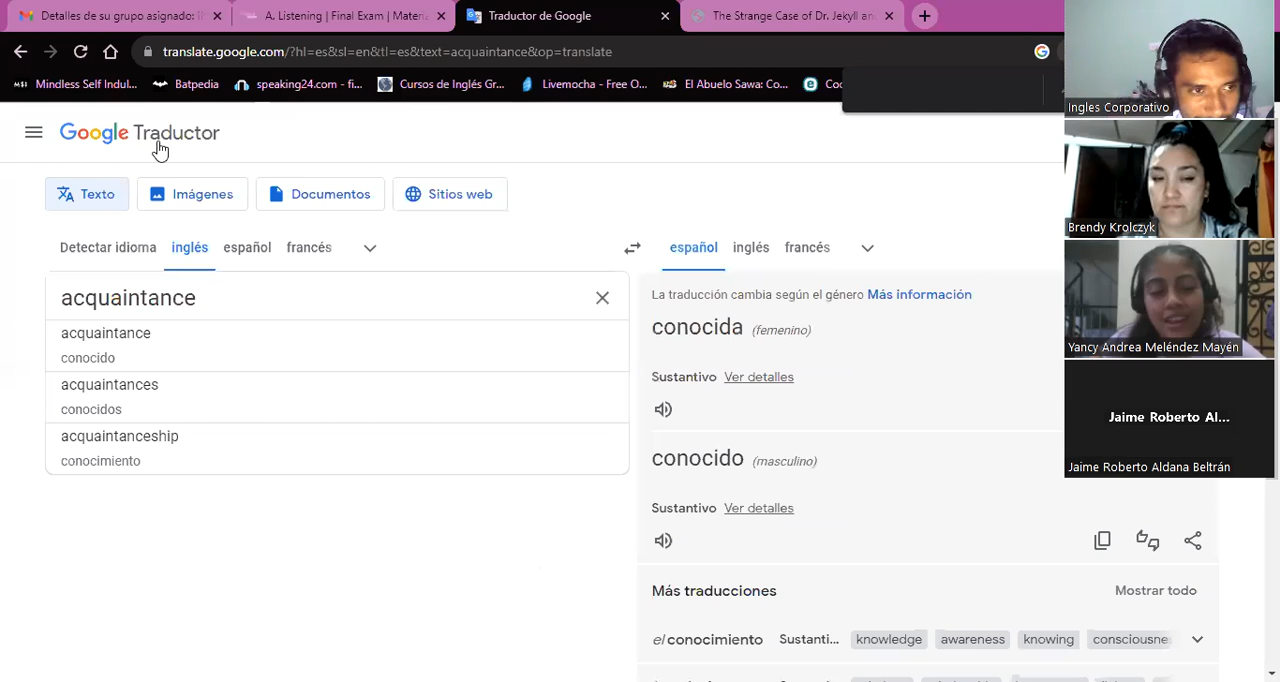 Detalles de su grupo asignado: I
A. Listening | Final Exam | Materia
Traductor de Google
The Strange Case of Dr. Jekyll an
translate.google.com/?hl=es&sl=en&tl=es&text=acquaintance&op=translate
Mindless Self Indul...
Batpedia
speaking24.com - fi...
Cursos de Inglés Gr...
Livemocha - Free O...
El Abuelo Sawa: Co...
Google Traductor
Texto
Imágenes
Documentos
Sitios web
Detectar idioma
inglés
español
francés
español
inglés
francés
acquaintance
acquaintance
conocido
acquaintances
conocidos
acquaintanceship
conocimiento
La traducción cambia según el género Más información
conocida (femenino)
Sustantivo Ver detalles
conocido (masculino)
Sustantivo Ver detalles
Más traducciones
Mostrar todo
el conocimiento Sustanti... knowledge awareness knowing consciousne
Ingles Corporativo
Brendy Krolczyk
Yancy Andrea Meléndez Mayén
Jaime Roberto Al...
Jaime Roberto Aldana Beltrán